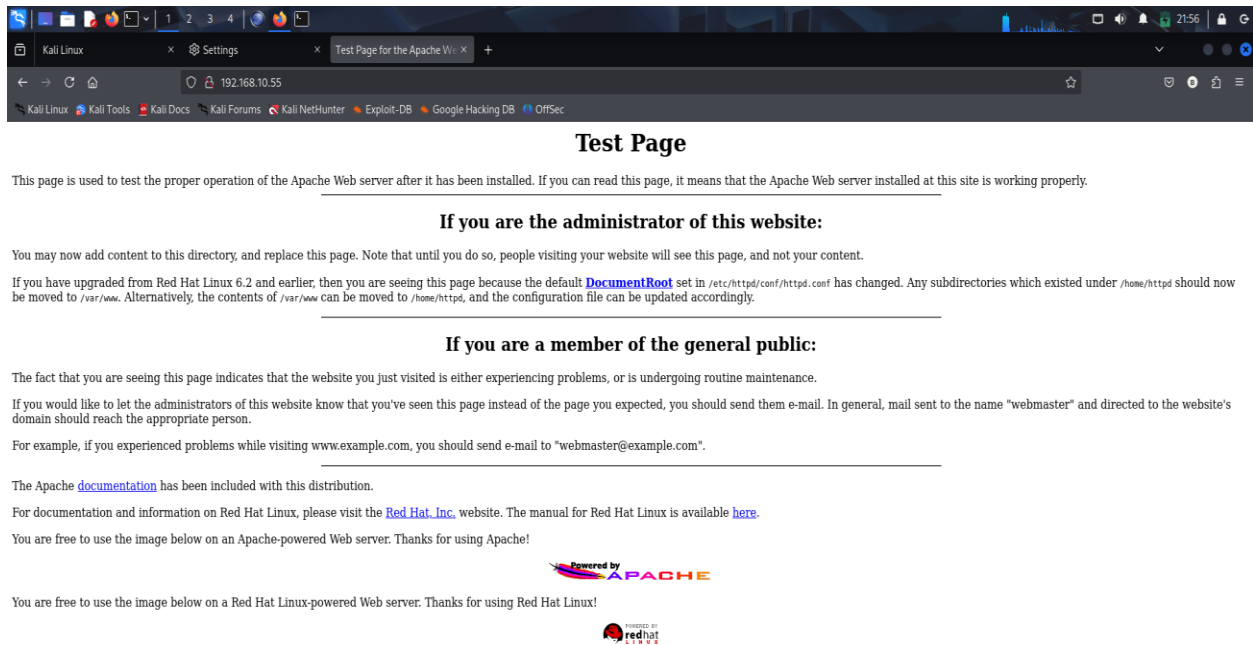 1 2 3 4 21:56
Kali Linux Settings Test Page for the Apache We
192.168.10.55
Kali Linux Kali Tools Kali Docs Kali Forums Kali NetHunter Exploit-DB Google Hacking DB OffSec
Test Page
This page is used to test the proper operation of the Apache Web server after it has been installed. If you can read this page, it means that the Apache Web server installed at this site is working properly.
If you are the administrator of this website:
You may now add content to this directory, and replace this page. Note that until you do so, people visiting your website will see this page, and not your content.
If you have upgraded from Red Hat Linux 6.2 and earlier, then you are seeing this page because the default DocumentRoot set in /etc/httpd/conf/httpd.conf has changed. Any subdirectories which existed under /home/httpd should now
be moved to /var/www. Alternatively, the contents of /var/www can be moved to /home/httpd, and the configuration file can be updated accordingly.
If you are a member of the general public:
The fact that you are seeing this page indicates that the website you just visited is either experiencing problems, or is undergoing routine maintenance.
If you would like to let the administrators of this website know that you've seen this page instead of the page you expected, you should send them e-mail. In general, mail sent to the name "webmaster" and directed to the website's
domain should reach the appropriate person.
For example, if you experienced problems while visiting www.example.com, you should send e-mail to "webmaster@example.com".
The Apache documentation has been included with this distribution.
For documentation and information on Red Hat Linux, please visit the Red Hat, Inc. website. The manual for Red Hat Linux is available here.
You are free to use the image below on an Apache-powered Web server. Thanks for using Apache!
Powered by
APACHE
You are free to use the image below on a Red Hat Linux-powered Web server. Thanks for using Red Hat Linux!
POWERED BY
redhat
LINUX